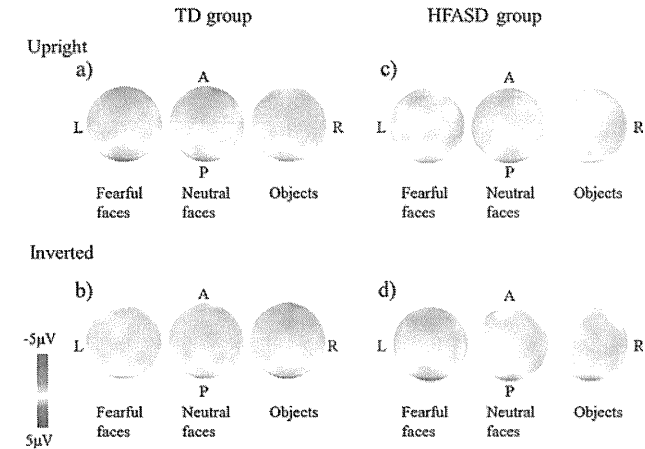 TD group
HFASD group
Upright
a)
c)
A
A
L
R
L
R
P
P
Fearful faces
Neutral faces
Objects
Fearful faces
Neutral faces
Objects
Inverted
b)
d)
A
A
-5μV
L
R
L
R
P
P
5μV
Fearful faces
Neutral faces
Objects
Fearful faces
Neutral faces
Objects